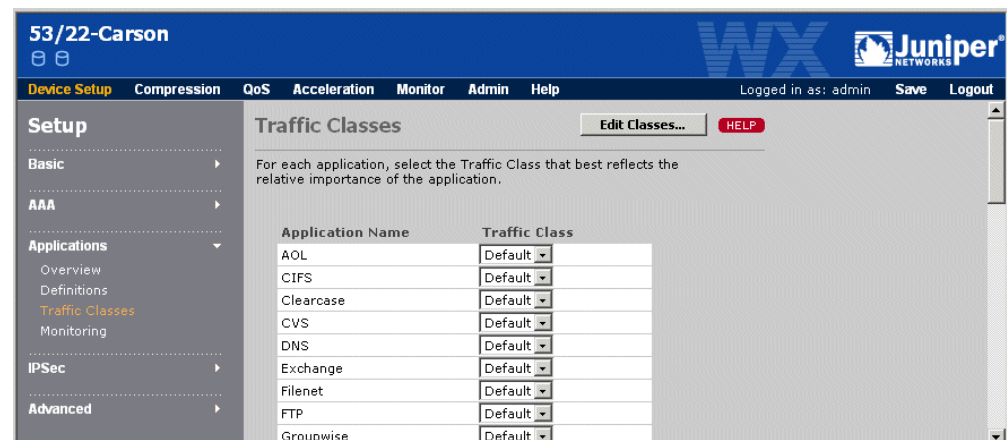 53/22-Carson
WX
Juniper®
NETWORKS
Device Setup Compression QoS Acceleration Monitor Admin Help Logged in as: admin Save Logout
Setup
Basic
AAA
Applications
Overview
Definitions
Traffic Classes
Monitoring
IPSec
Advanced
Traffic Classes Edit Classes... HELP
For each application, select the Traffic Class that best reflects the
relative importance of the application.
Application Name Traffic Class
AOL Default
CIFS Default
Clearcase Default
CVS Default
DNS Default
Exchange Default
Filenet Default
FTP Default
Groupwise Default